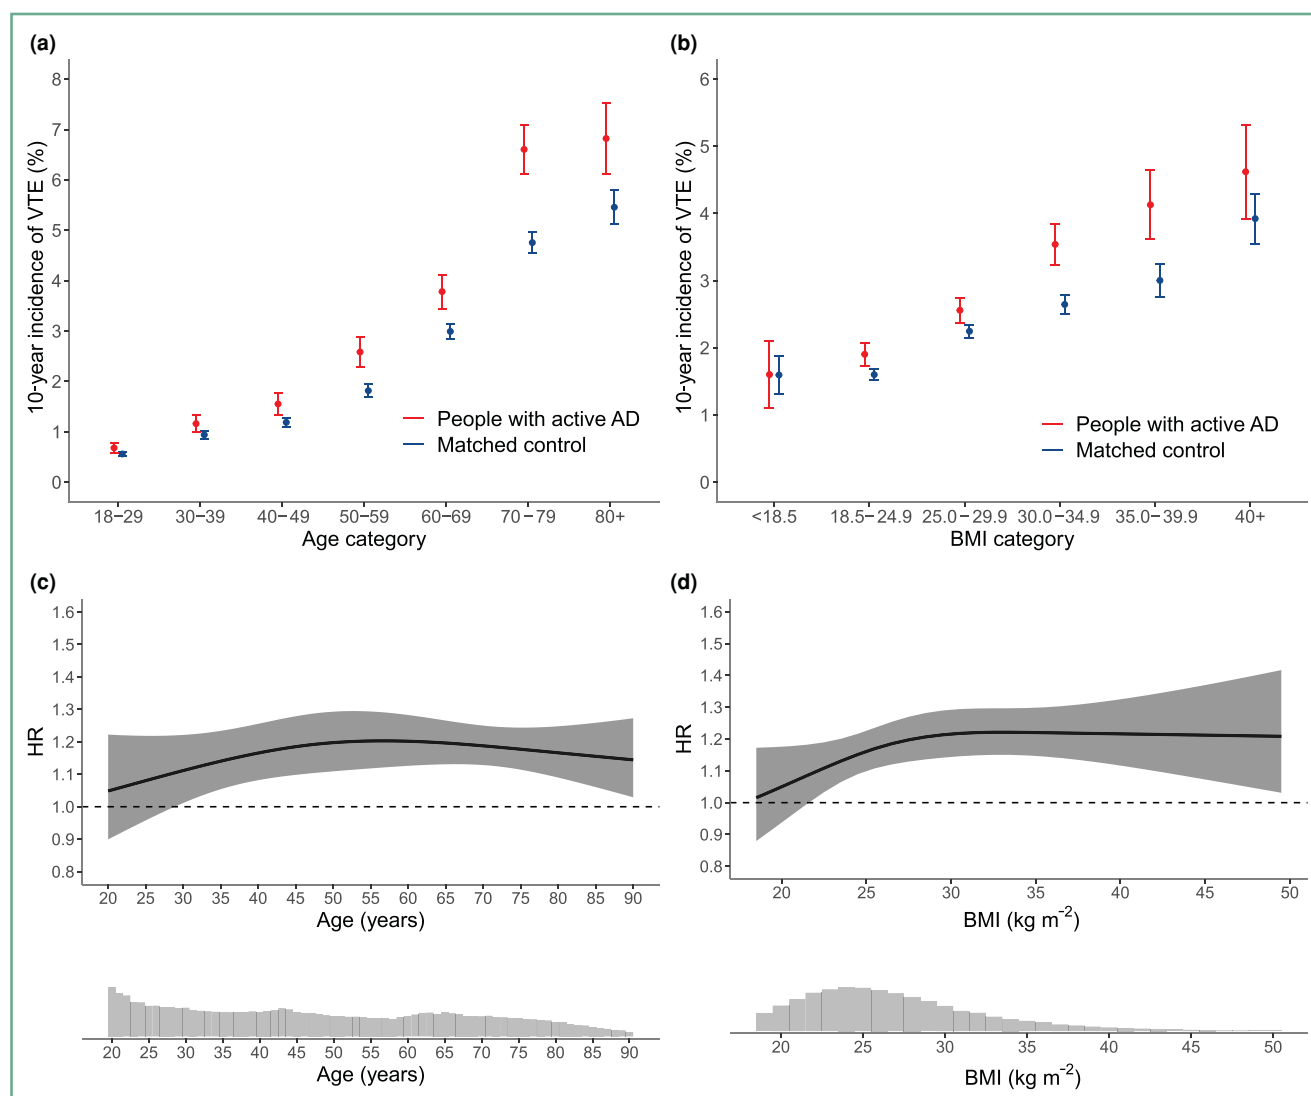 (a)
10-year incidence of VTE (%)
8
7
6
5
4
3
2
1
0
People with active AD
Matched control
18–29 30–39 40–49 50–59 60–69 70–79 80+
Age category
(b)
10-year incidence of VTE (%)
6
5
4
3
2
1
0
People with active AD
Matched control
<18.5 18.5–24.9 25.0–29.9 30.0–34.9 35.0–39.9 40+
BMI category
(c)
HR
1.6
1.5
1.4
1.3
1.2
1.1
1.0
0.9
0.8
20 25 30 35 40 45 50 55 60 65 70 75 80 85 90
Age (years)
20 25 30 35 40 45 50 55 60 65 70 75 80 85 90
Age (years)
(d)
HR
1.6
1.5
1.4
1.3
1.2
1.1
1.0
0.9
0.8
20 25 30 35 40 45 50
BMI (kg m⁻²)
20 25 30 35 40 45 50
BMI (kg m⁻²)